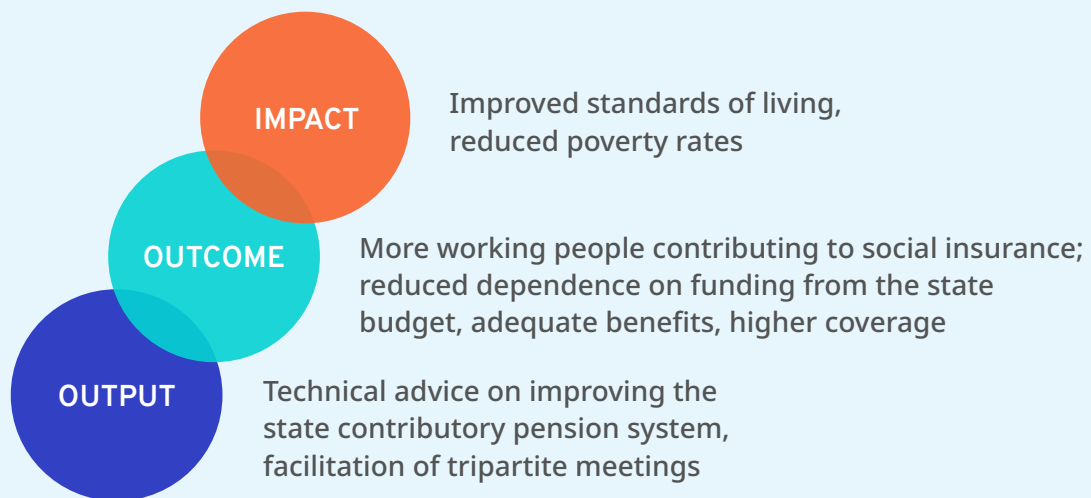 IMPACT
Improved standards of living,
reduced poverty rates
OUTCOME
More working people contributing to social insurance;
reduced dependence on funding from the state
budget, adequate benefits, higher coverage
OUTPUT
Technical advice on improving the
state contributory pension system,
facilitation of tripartite meetings